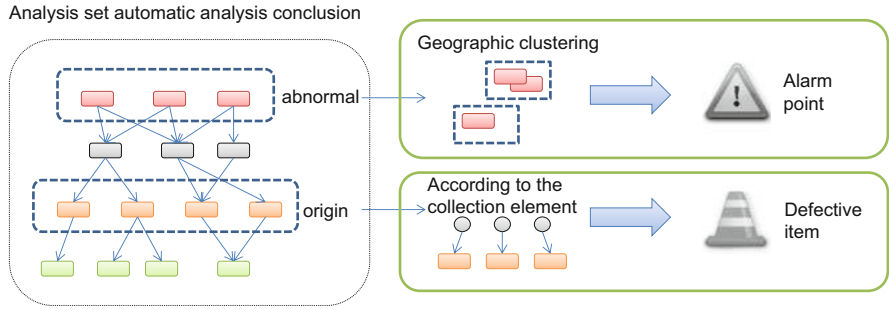 Analysis set automatic analysis conclusion
abnormal
origin
Geographic clustering
Alarm
point
According to the
collection element
Defective
item